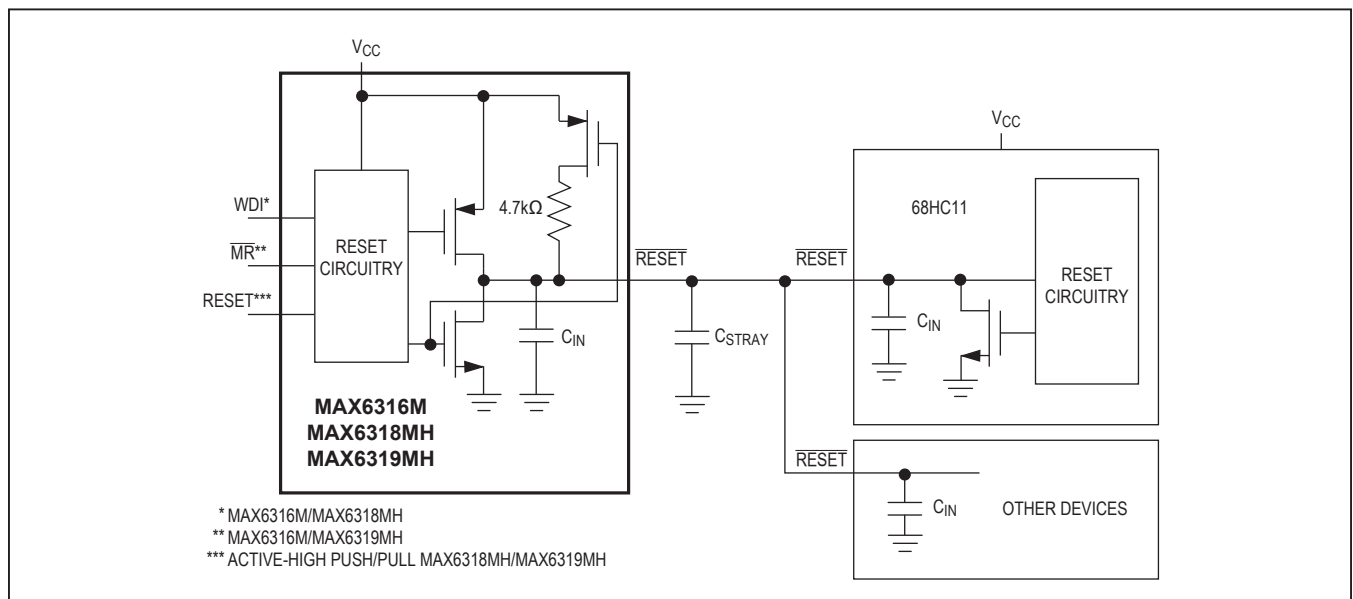 VCC
WDI*
MR**
RESET***
RESET
CIRCUITRY
4.7kΩ
CIN
MAX6316M
MAX6318MH
MAX6319MH
RESET
CSTRAY
VCC
68HC11
RESET
CIN
RESET
CIRCUITRY
RESET
CIN
OTHER DEVICES
* MAX6316M/MAX6318MH
** MAX6316M/MAX6319MH
*** ACTIVE-HIGH PUSH/PULL MAX6318MH/MAX6319MH